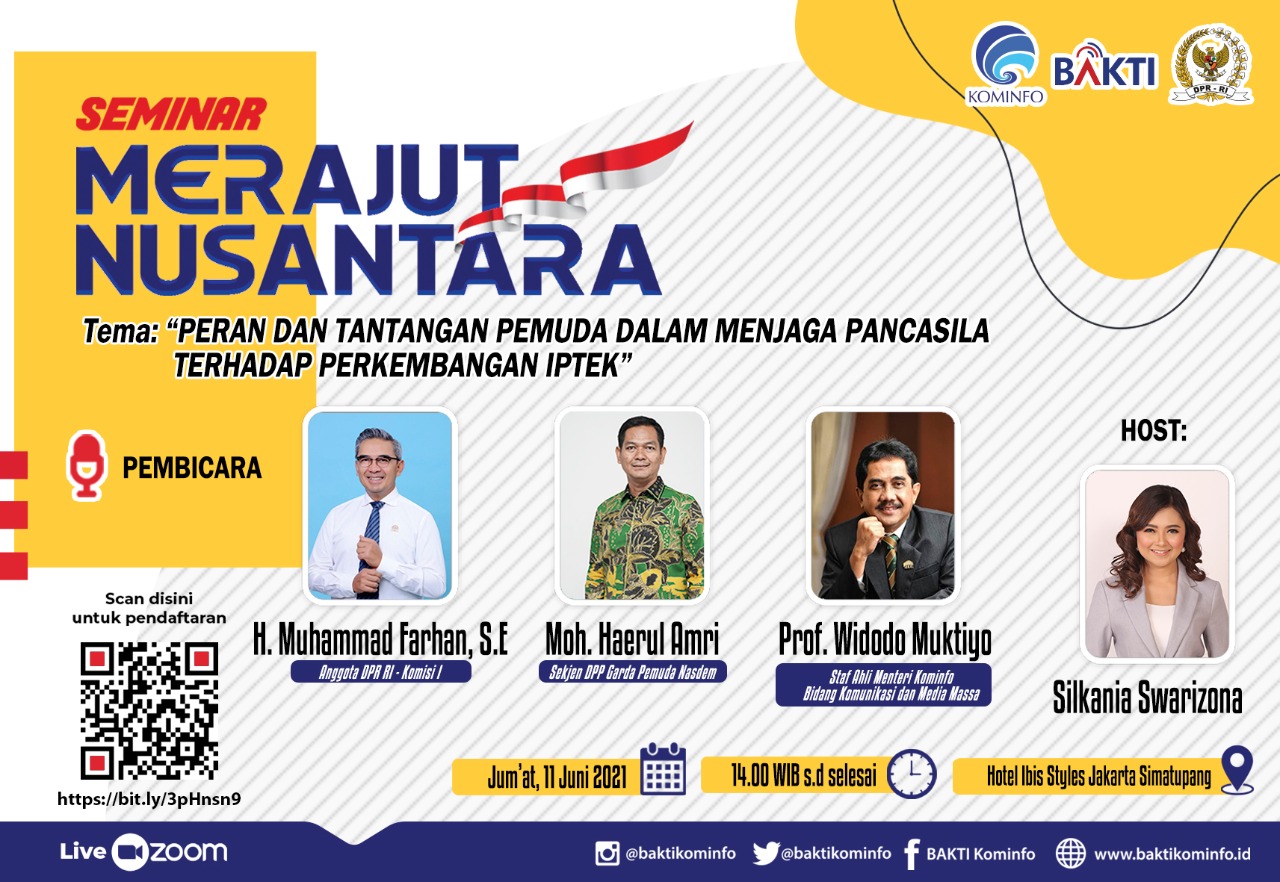 KOMINFO
BAKTI
DPR - RI
SEMINAR
MERAJUT
NUSANTARA
Tema: “PERAN DAN TANTANGAN PEMUDA DALAM MENJAGA PANCASILA
TERHADAP PERKEMBANGAN IPTEK”
PEMBICARA
HOST:
H. Muhammad Farhan, S.E
Anggota DPR RI - Komisi 1
Moh. Haerul Amri
Sekjen DPP Garda Pemuda Nasdem
Prof. Widodo Muktiyo
Staf Ahli Menteri Kominfo
Bidang Komunikasi dan Media Massa
Silkania Swarizona
Scan disini
untuk pendaftaran
https://bit.ly/3pHnsn9
Jum'at, 11 Juni 2021
14.00 WIB s.d selesai
Hotel Ibis Styles Jakarta Simatupang
Live zoom
@baktikominfo
@baktikominfo
BAKTI Kominfo
www.baktikominfo.id